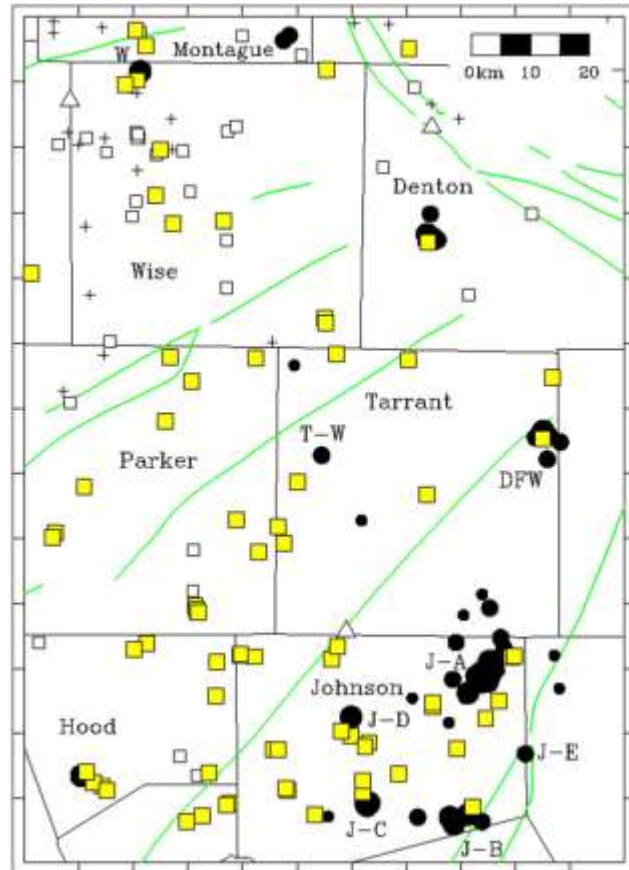 W
Montague
0km 10 20
Denton
Wise
Tarrant
T-W
Parker
DFW
J-A
Johnson
J-D
Hood
J-E
J-C
J-B